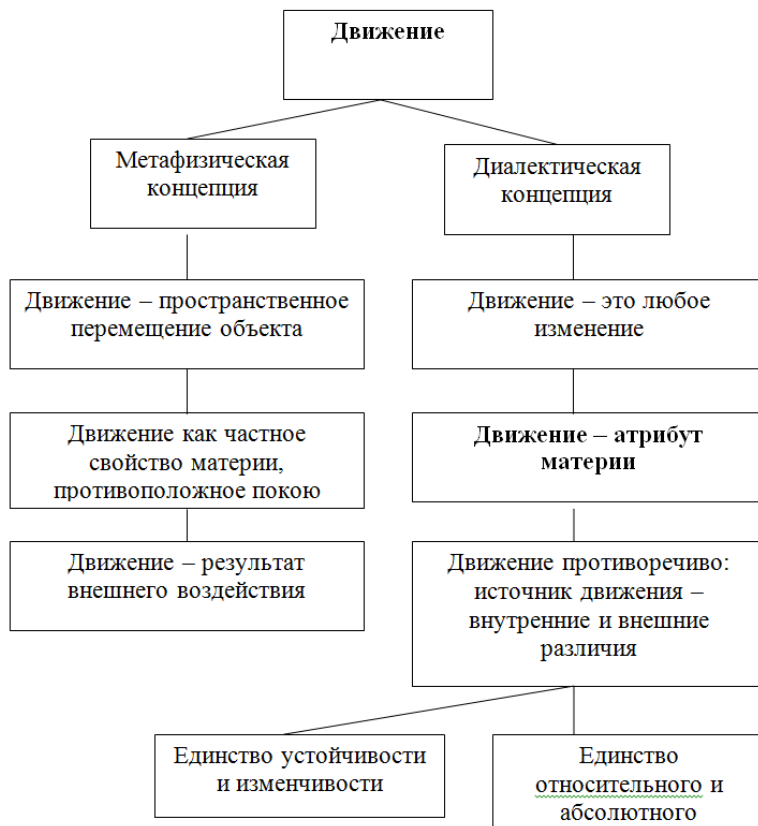 Движение
Метафизическая
концепция
Диалектическая
концепция
Движение – пространственное
перемещение объекта
Движение – это любое
изменение
Движение как частное
свойство материи,
противоположное покою
Движение – атрибут
материи
Движение – результат
внешнего воздействия
Движение противоречиво:
источник движения –
внутренние и внешние
различия
Единство устойчивости
и изменчивости
Единство
относительного и
абсолютного